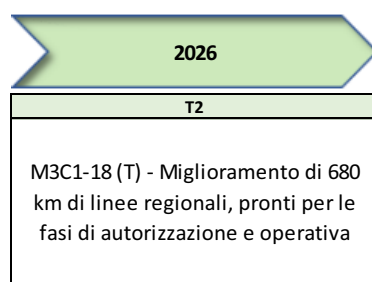 2026
T2
M3C1-18 (T) - Miglioramento di 680
km di linee regionali, pronti per le
fasi di autorizzazione e operativa